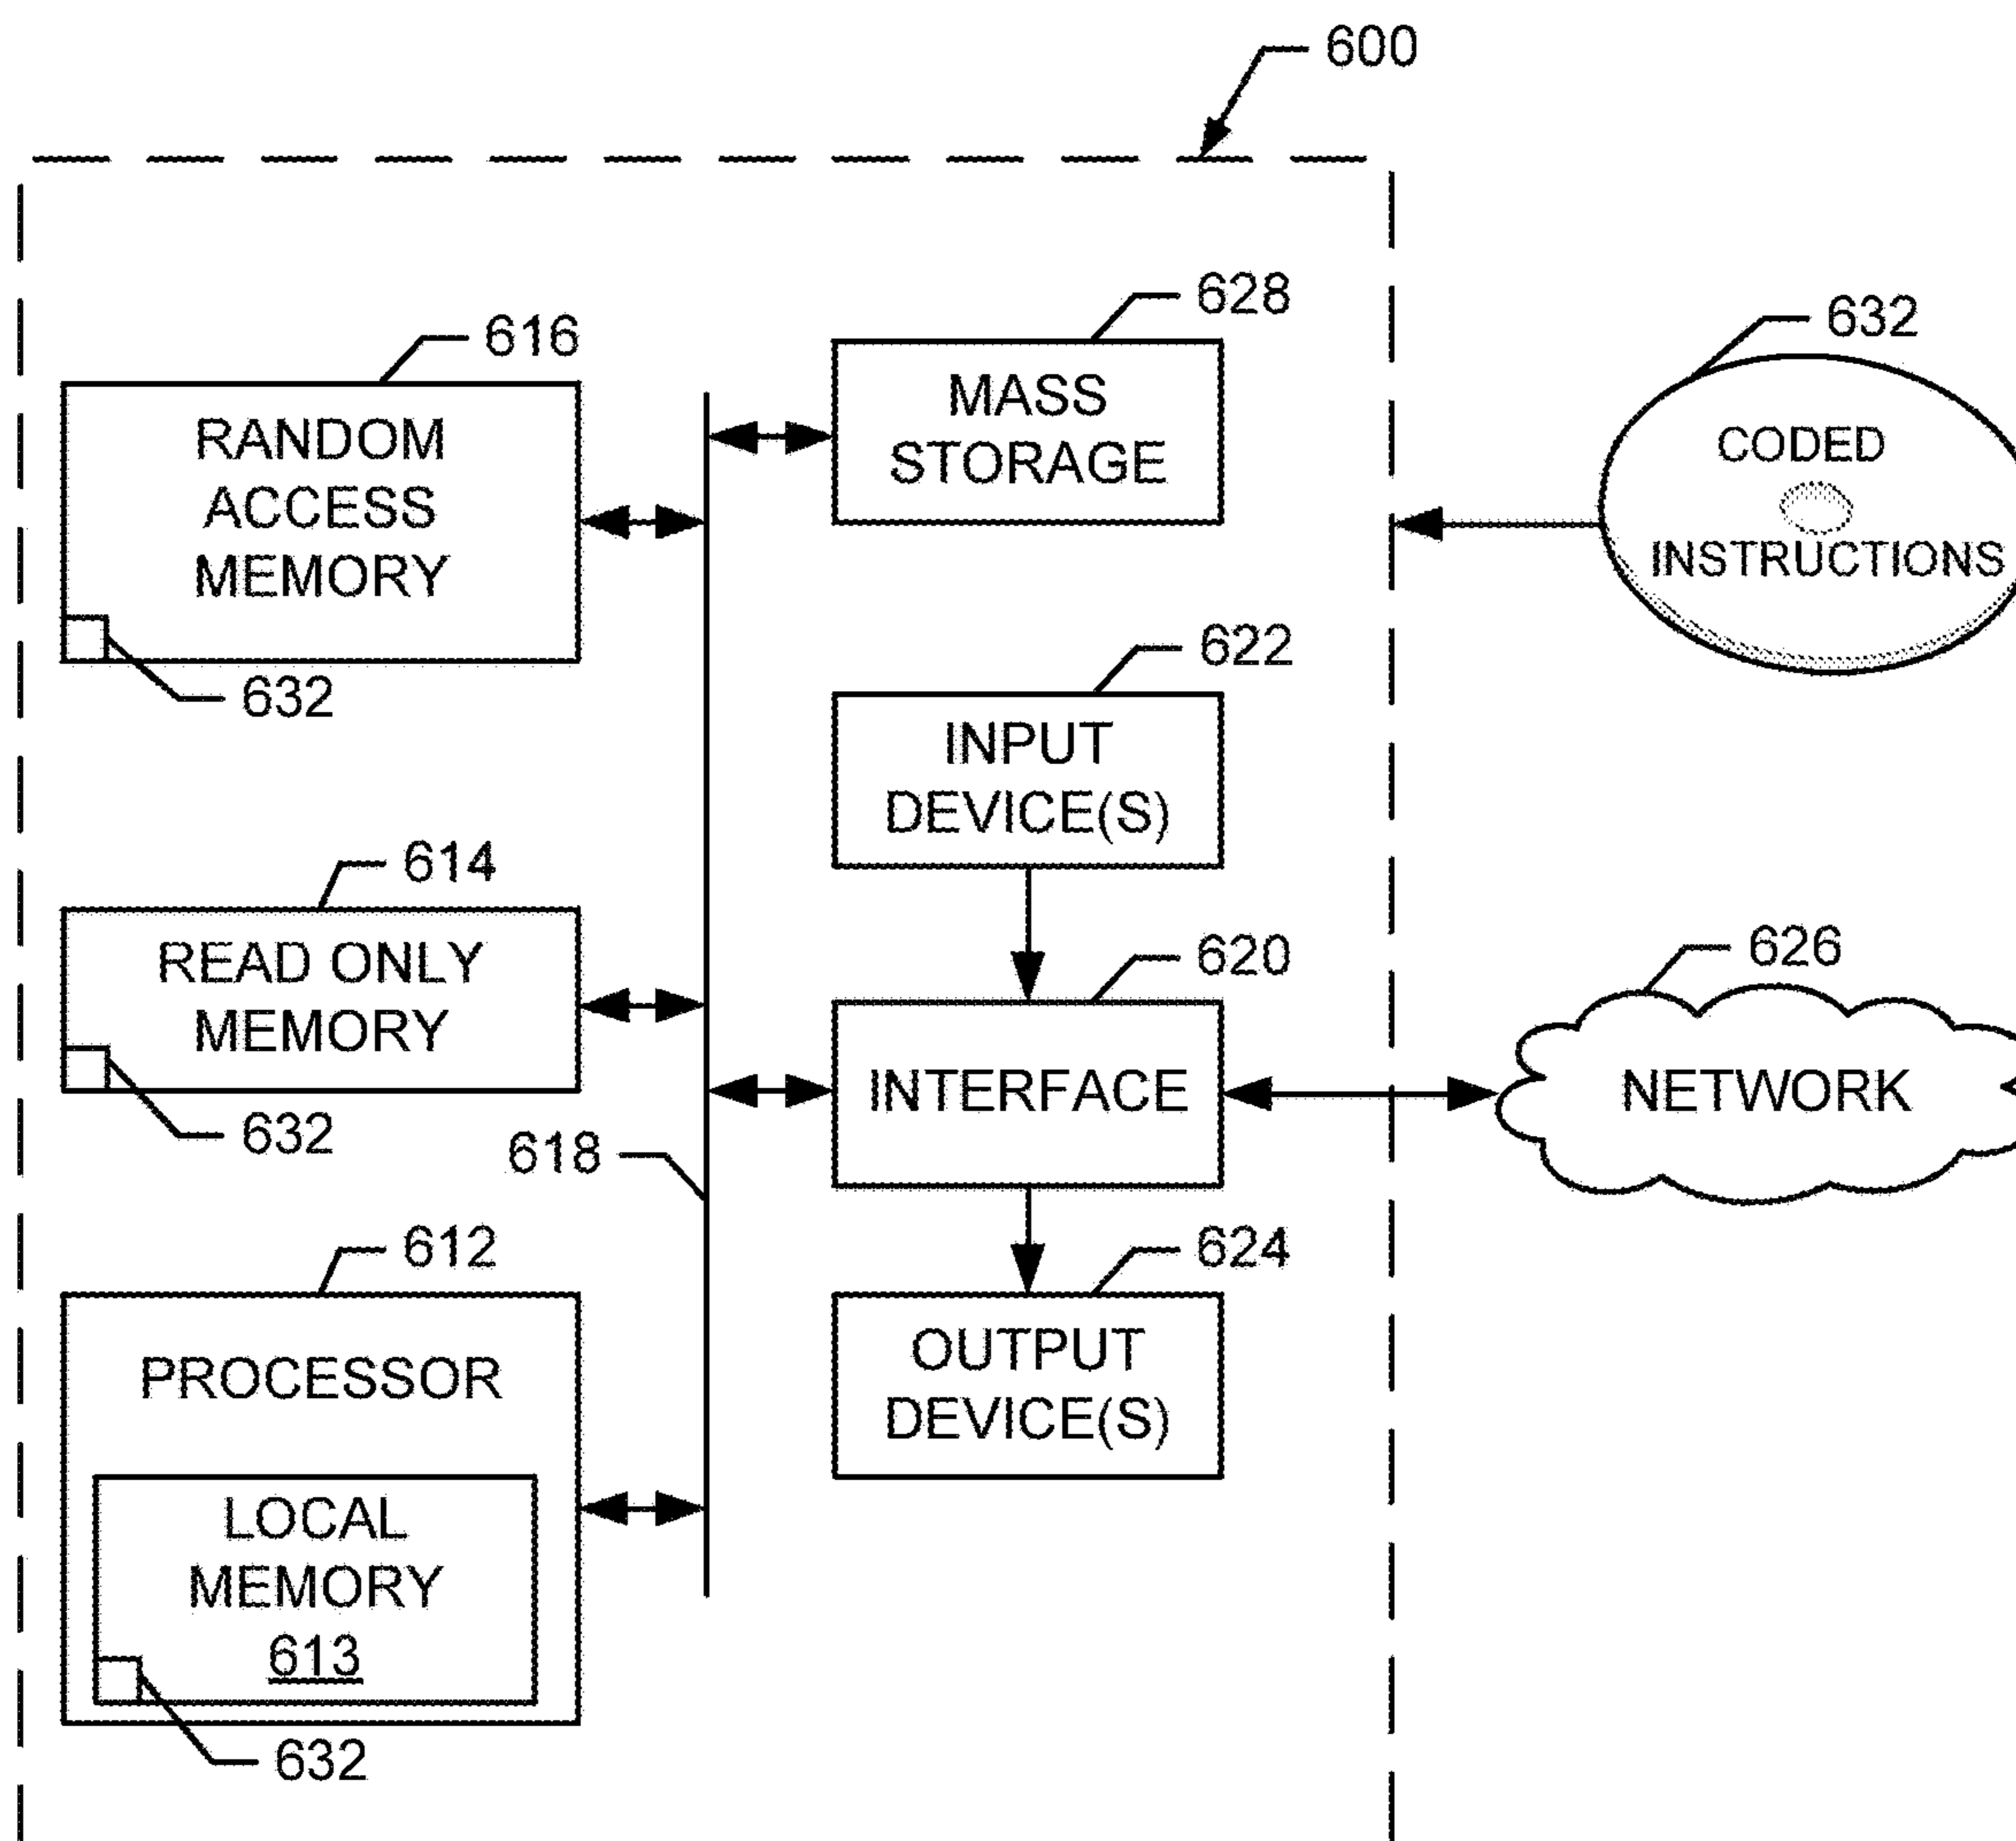 600
628
616
632
MASS
STORAGE
RANDOM
ACCESS
MEMORY
CODED
INSTRUCTIONS
632
622
INPUT
DEVICE(S)
614
READ ONLY
MEMORY
620
626
INTERFACE
NETWORK
632
618
612
624
PROCESSOR
OUTPUT
DEVICE(S)
LOCAL
MEMORY
613
632